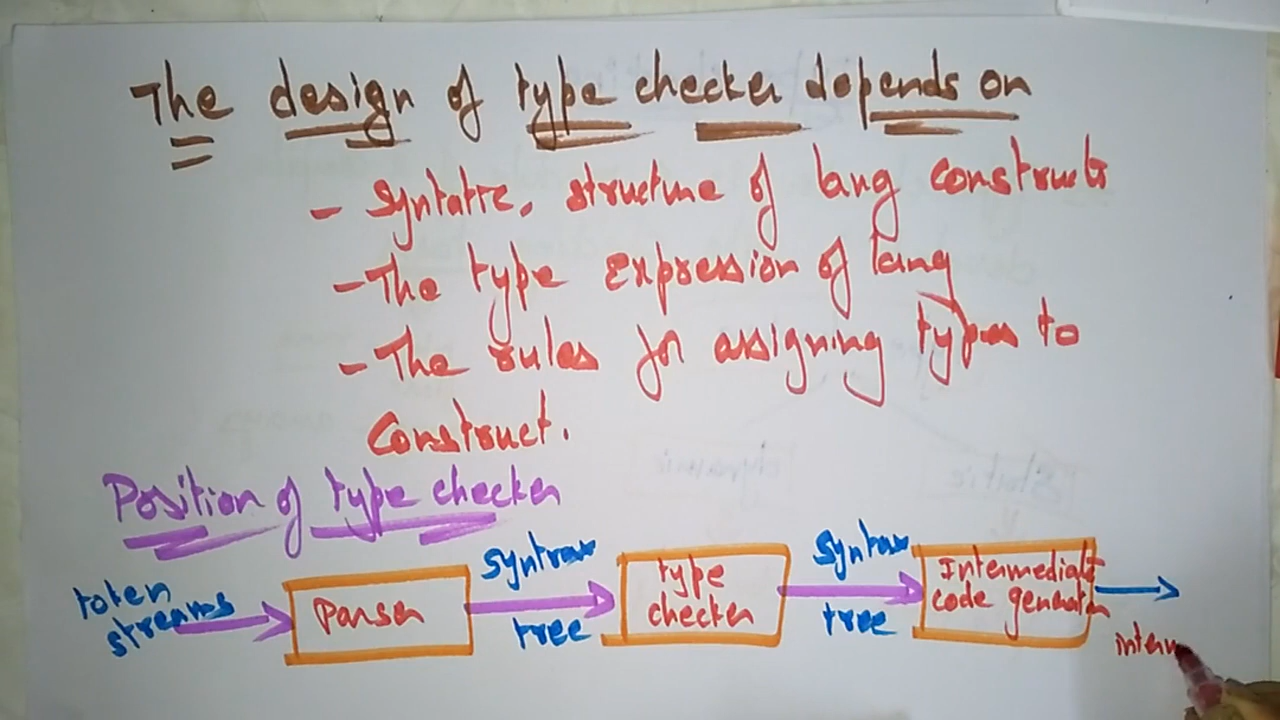 The design of type checker depends on
- Syntatic, structure of lang constructs
- The type Expression of lang
- The rules for assigning types to
construct.
Position of type checker
token streams
Parser
syntax tree
type checker
syntax tree
Intermediate code generator
interm